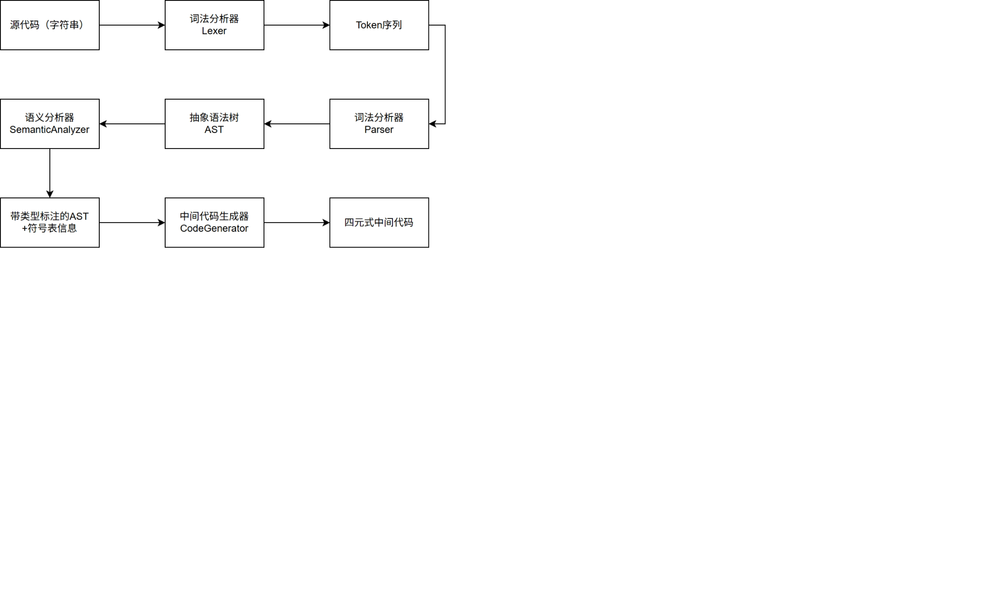 源代码（字符串）
词法分析器
Lexer
Token序列
语义分析器
SemanticAnalyzer
抽象语法树
AST
词法分析器
Parser
带类型标注的AST
+符号表信息
中间代码生成器
CodeGenerator
四元式中间代码